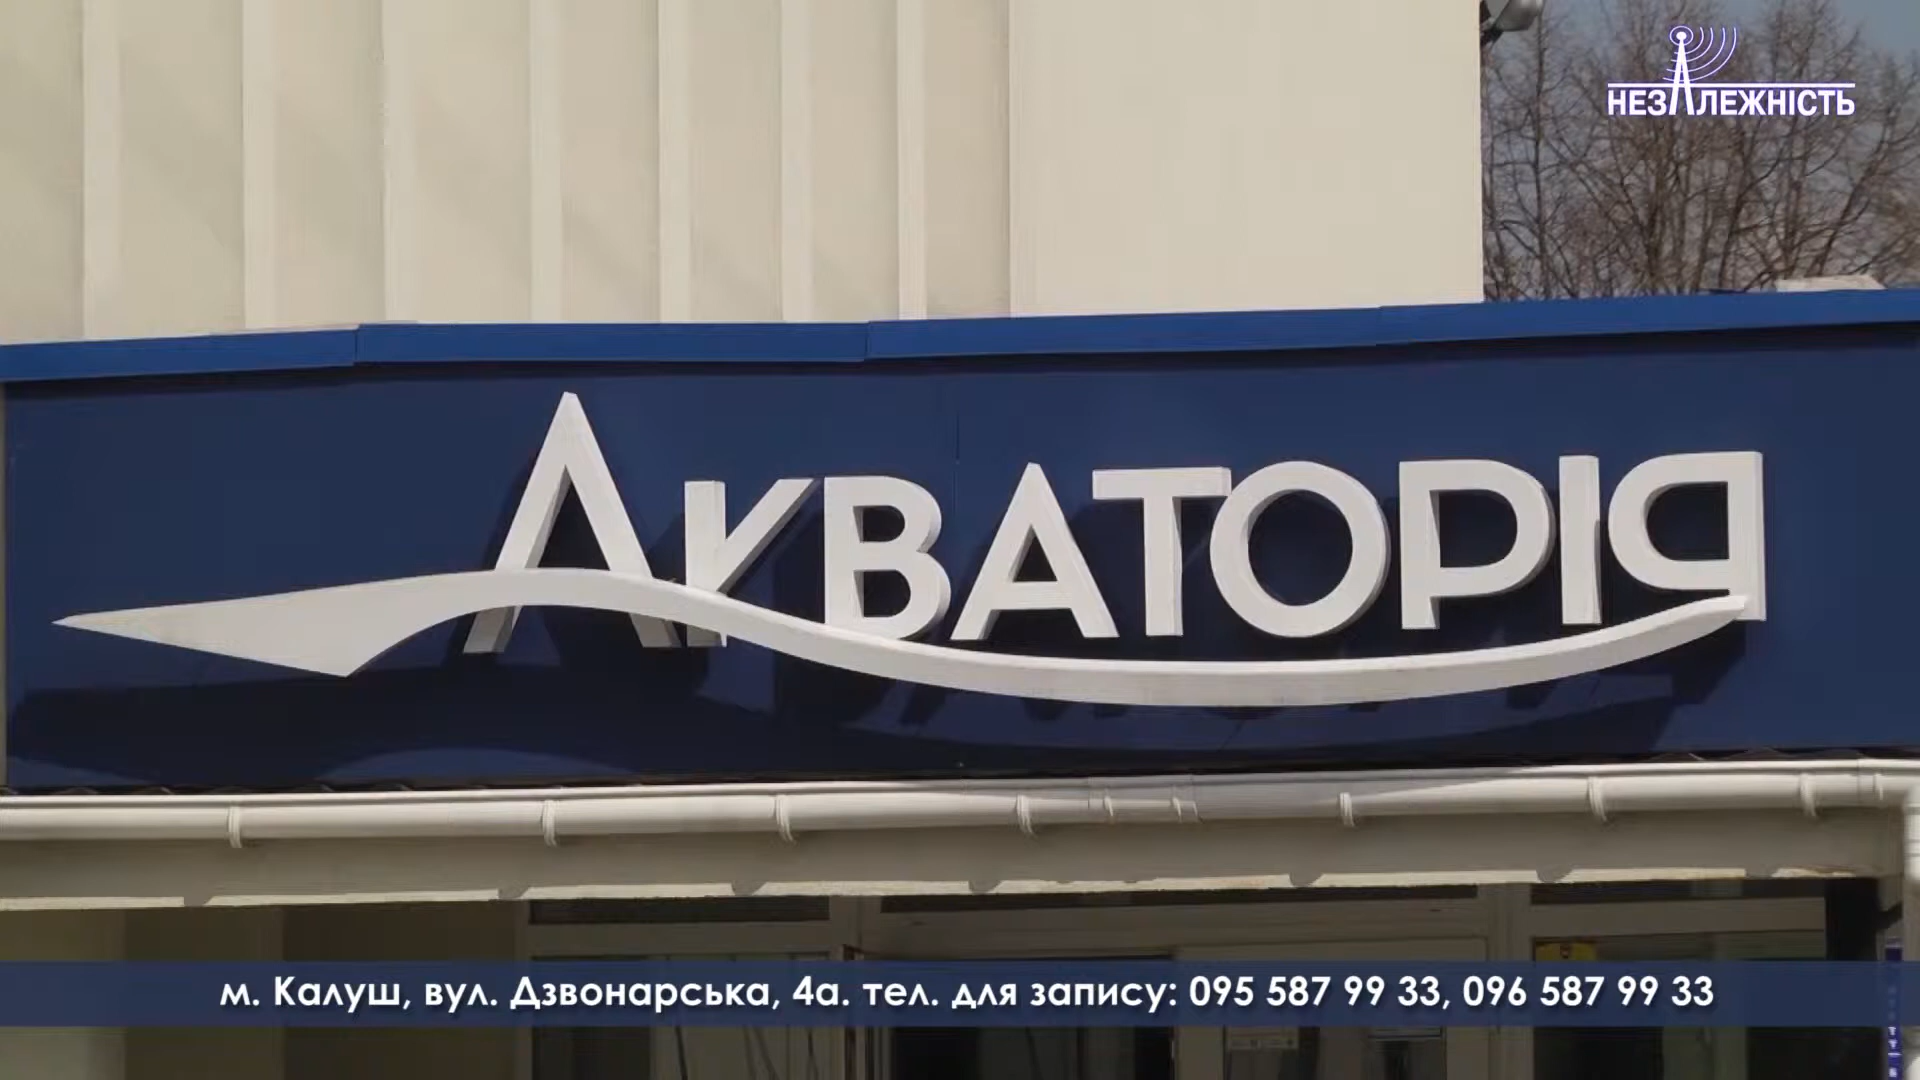 НЕЗАЛЕЖНІСТЬ
АКВАТОРІЯ
м. Калуш, вул. Дзвонарська, 4а. тел. для запису: 095 587 99 33, 096 587 99 33